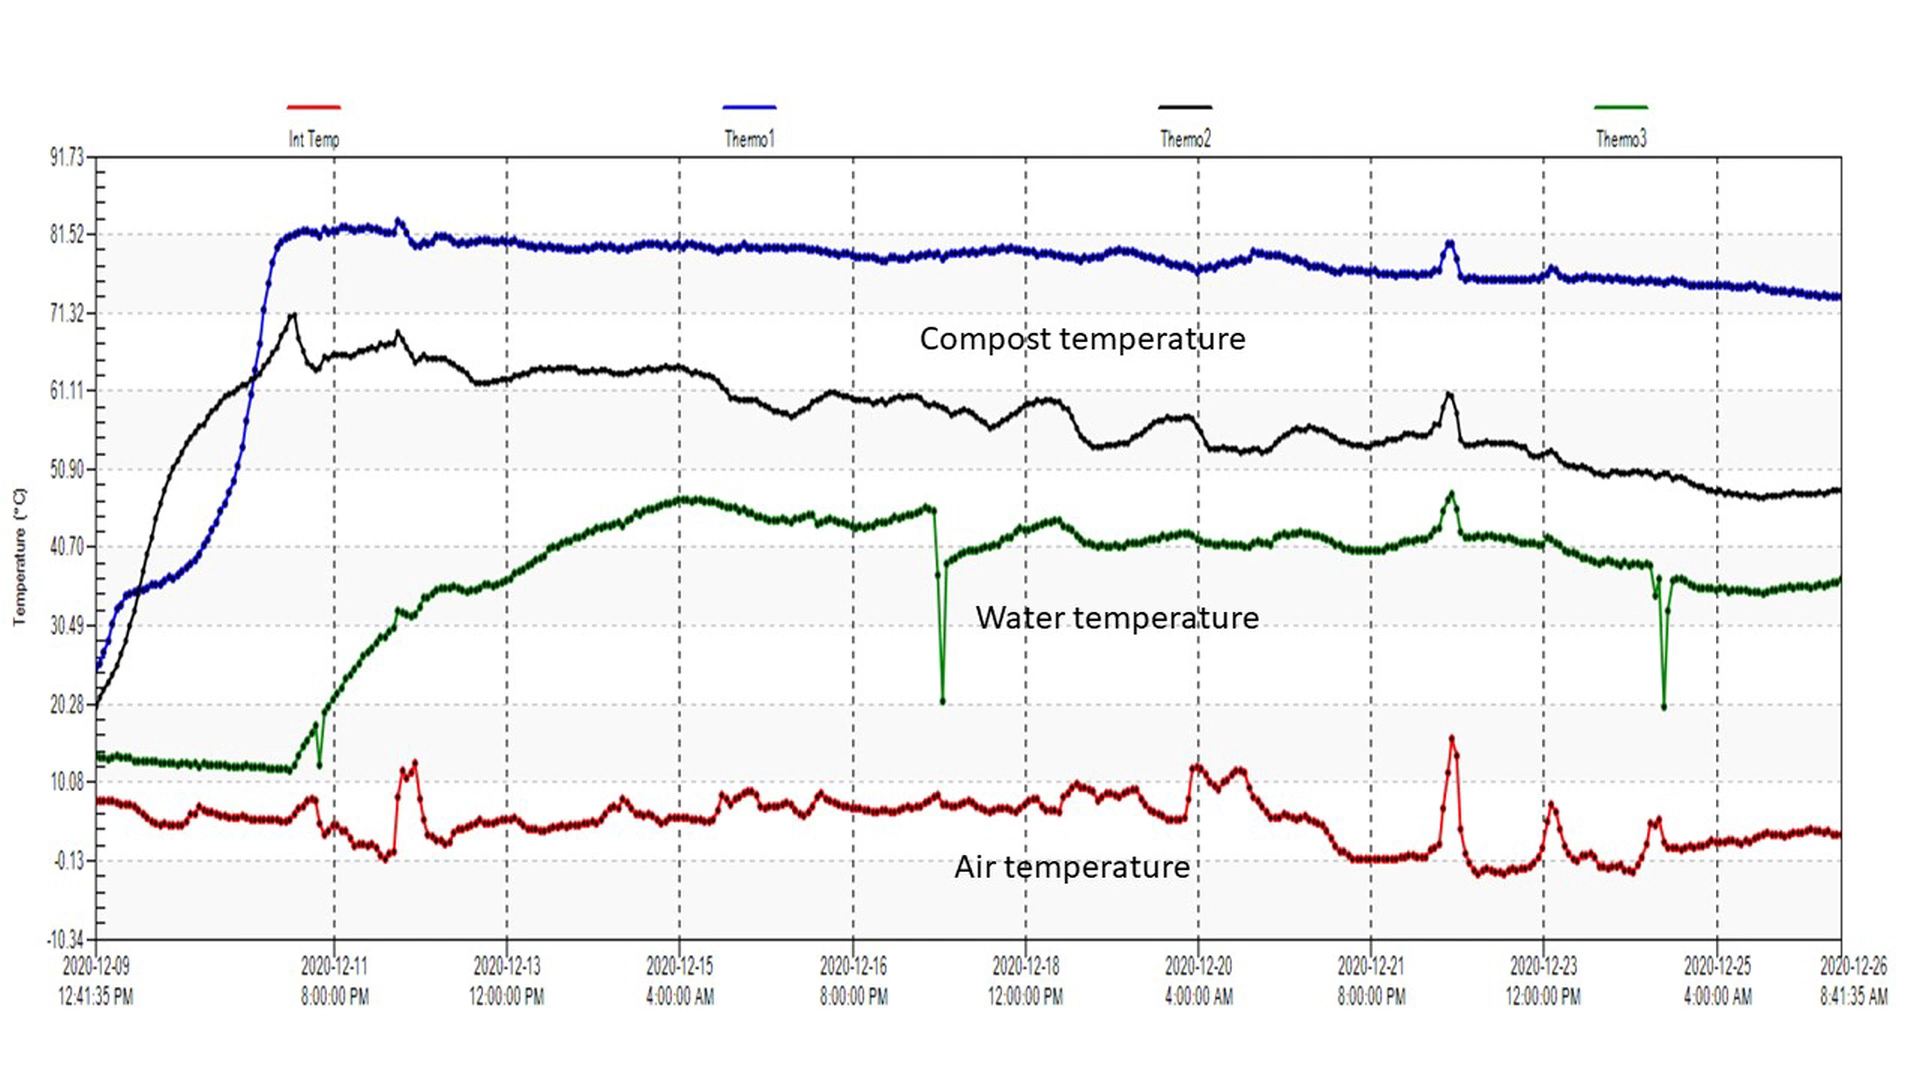 Int Temp
Thermo1
Thermo2
Thermo3
91.73
81.52
71.32
61.11
50.90
40.70
30.49
20.28
10.08
-0.13
-10.34
Temperature (°C)
Compost temperature
Water temperature
Air temperature
2020-12-09 2020-12-11 2020-12-13 2020-12-15 2020-12-16 2020-12-18 2020-12-20 2020-12-21 2020-12-23 2020-12-25 2020-12-26
12:41:35 PM 8:00:00 PM 12:00:00 PM 4:00:00 AM 8:00:00 PM 12:00:00 PM 4:00:00 AM 8:00:00 PM 12:00:00 PM 4:00:00 AM 8:41:35 AM